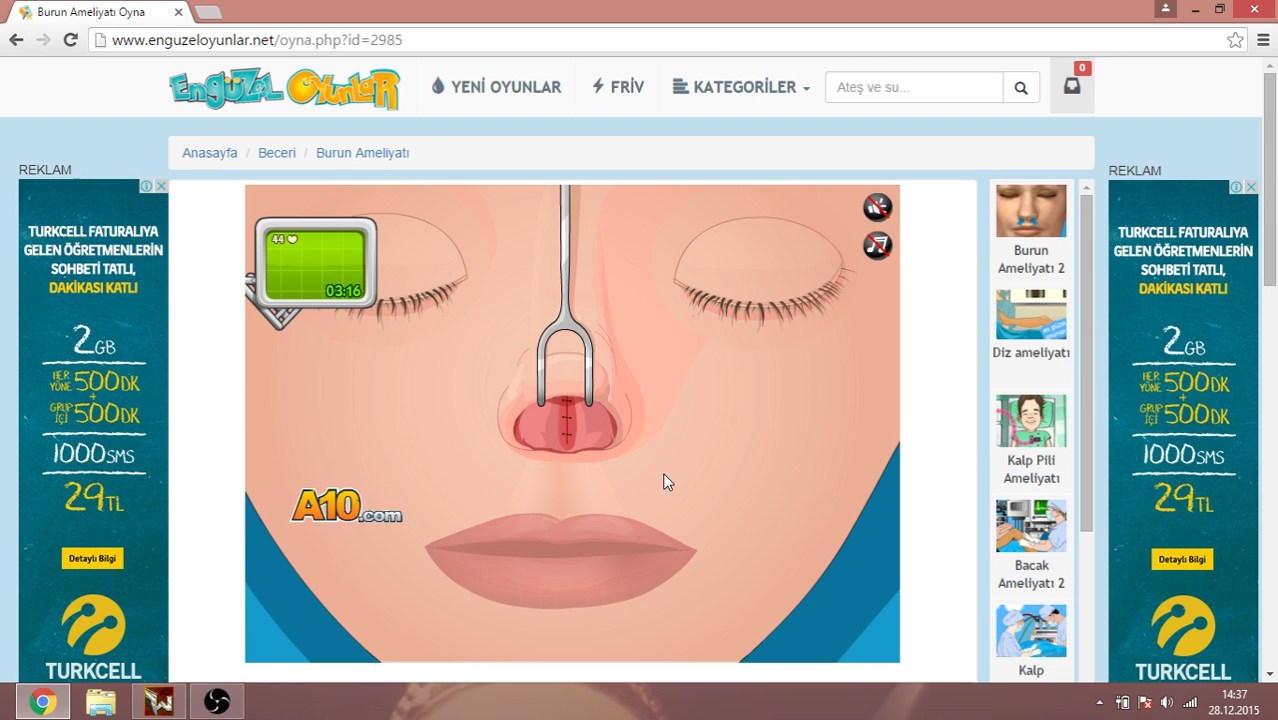 Burun Ameliyatı Oyna
www.enguzeloyunlar.net/oyna.php?id=2985
Engüzel Oyunlar
YENİ OYUNLAR
FRİV
KATEGORİLER
Ateş ve su...
0
Anasayfa / Beceri / Burun Ameliyatı
REKLAM
TURKCELL FATURALIYA
GELEN ÖĞRETMENLERİN
SOHBETİ TATLI,
DAKİKASI KATLI
2GB
HER YÖNE 500DK
+
GRUP İÇİ 500DK
1000SMS
29TL
Detaylı Bilgi
TURKCELL
44
03:16
A10.com
Burun
Ameliyatı 2
Diz ameliyatı
Kalp Pili
Ameliyatı
Bacak
Ameliyatı 2
Kalp
REKLAM
TURKCELL FATURALIYA
GELEN ÖĞRETMENLERİN
SOHBETİ TATLI,
DAKİKASI KATLI
2GB
HER YÖNE 500DK
+
GRUP İÇİ 500DK
1000SMS
29TL
Detaylı Bilgi
TURKCELL
14:37
28.12.2015